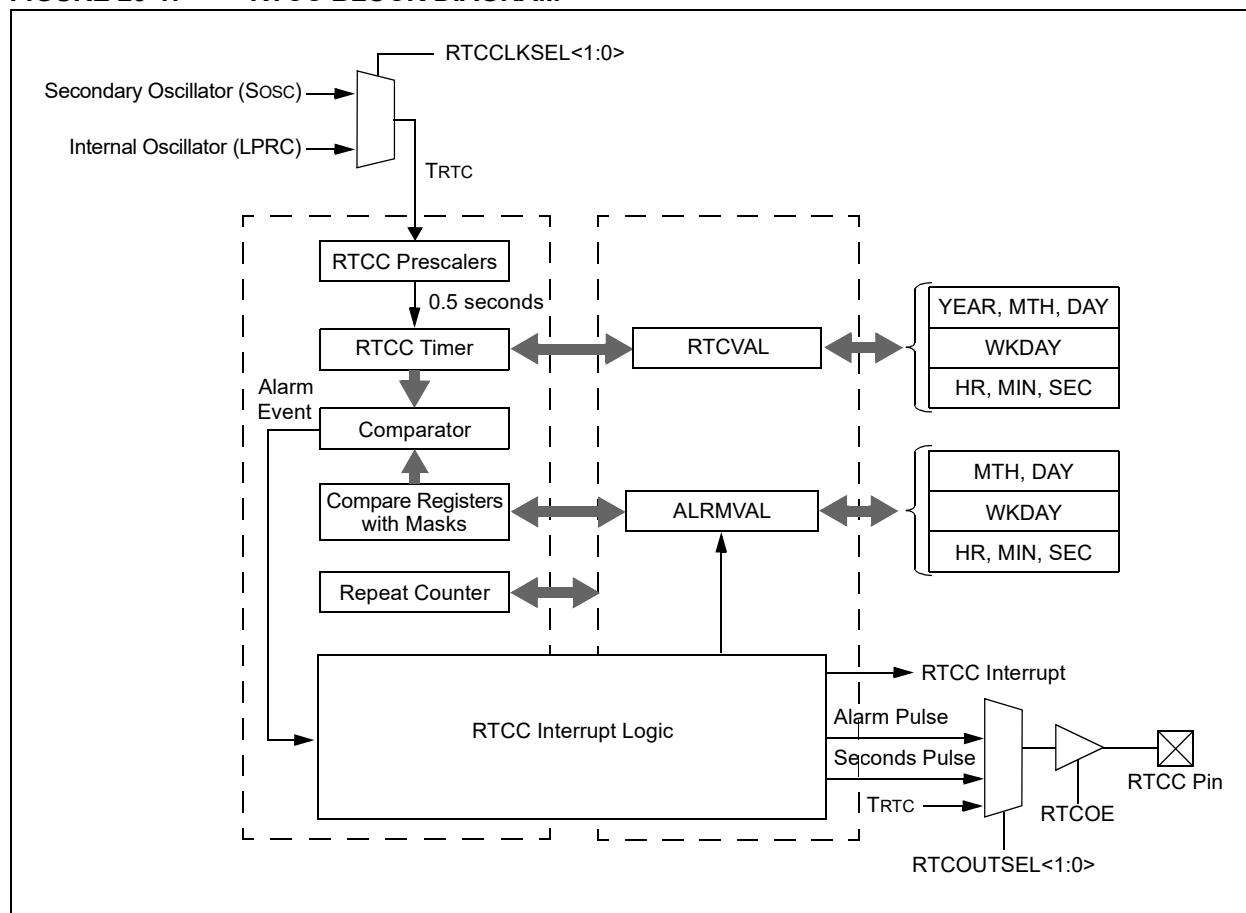 RTCCLKSEL<1:0>
Secondary Oscillator (SOSC)
Internal Oscillator (LPRC)
TRTC
RTCC Prescalers
0.5 seconds
RTCC Timer
RTCVAL
YEAR, MTH, DAY
WKDAY
HR, MIN, SEC
Alarm
Event
Comparator
Compare Registers
with Masks
ALRMVAL
MTH, DAY
WKDAY
HR, MIN, SEC
Repeat Counter
RTCC Interrupt Logic
RTCC Interrupt
Alarm Pulse
Seconds Pulse
TRTC
RTCOE
RTCC Pin
RTCOUTSEL<1:0>